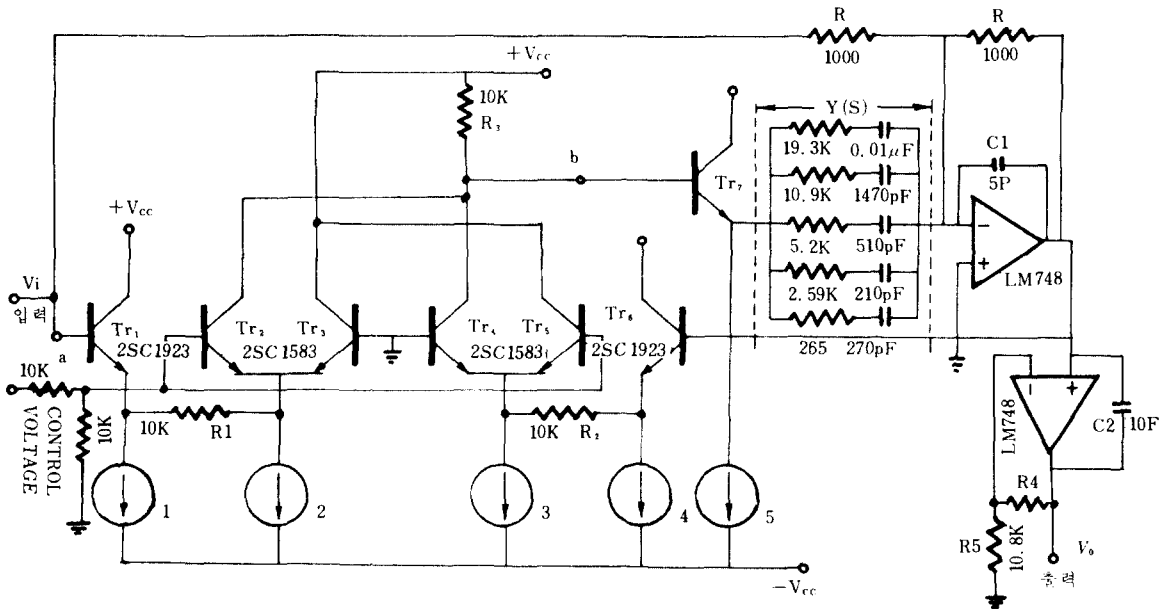 R
R
1000
1000
+Vcc
10K
R3
Y(S)
19.3K
0.01μF
10.9K
1470pF
5.2K
510pF
2.59K
210pF
265
270pF
b
Tr7
C1
5P
−
+
LM748
+Vcc
Vi
입력
a
Tr1
2SC1923
Tr2
Tr3
2SC1583
Tr4
Tr5
2SC1583
Tr6
2SC1923
10K
CONTROL
VOLTAGE
10K
10K
R1
10K
R2
1
2
3
4
5
−Vcc
LM748
−
+
C2
10F
R4
R5
10.8K
V0
출력